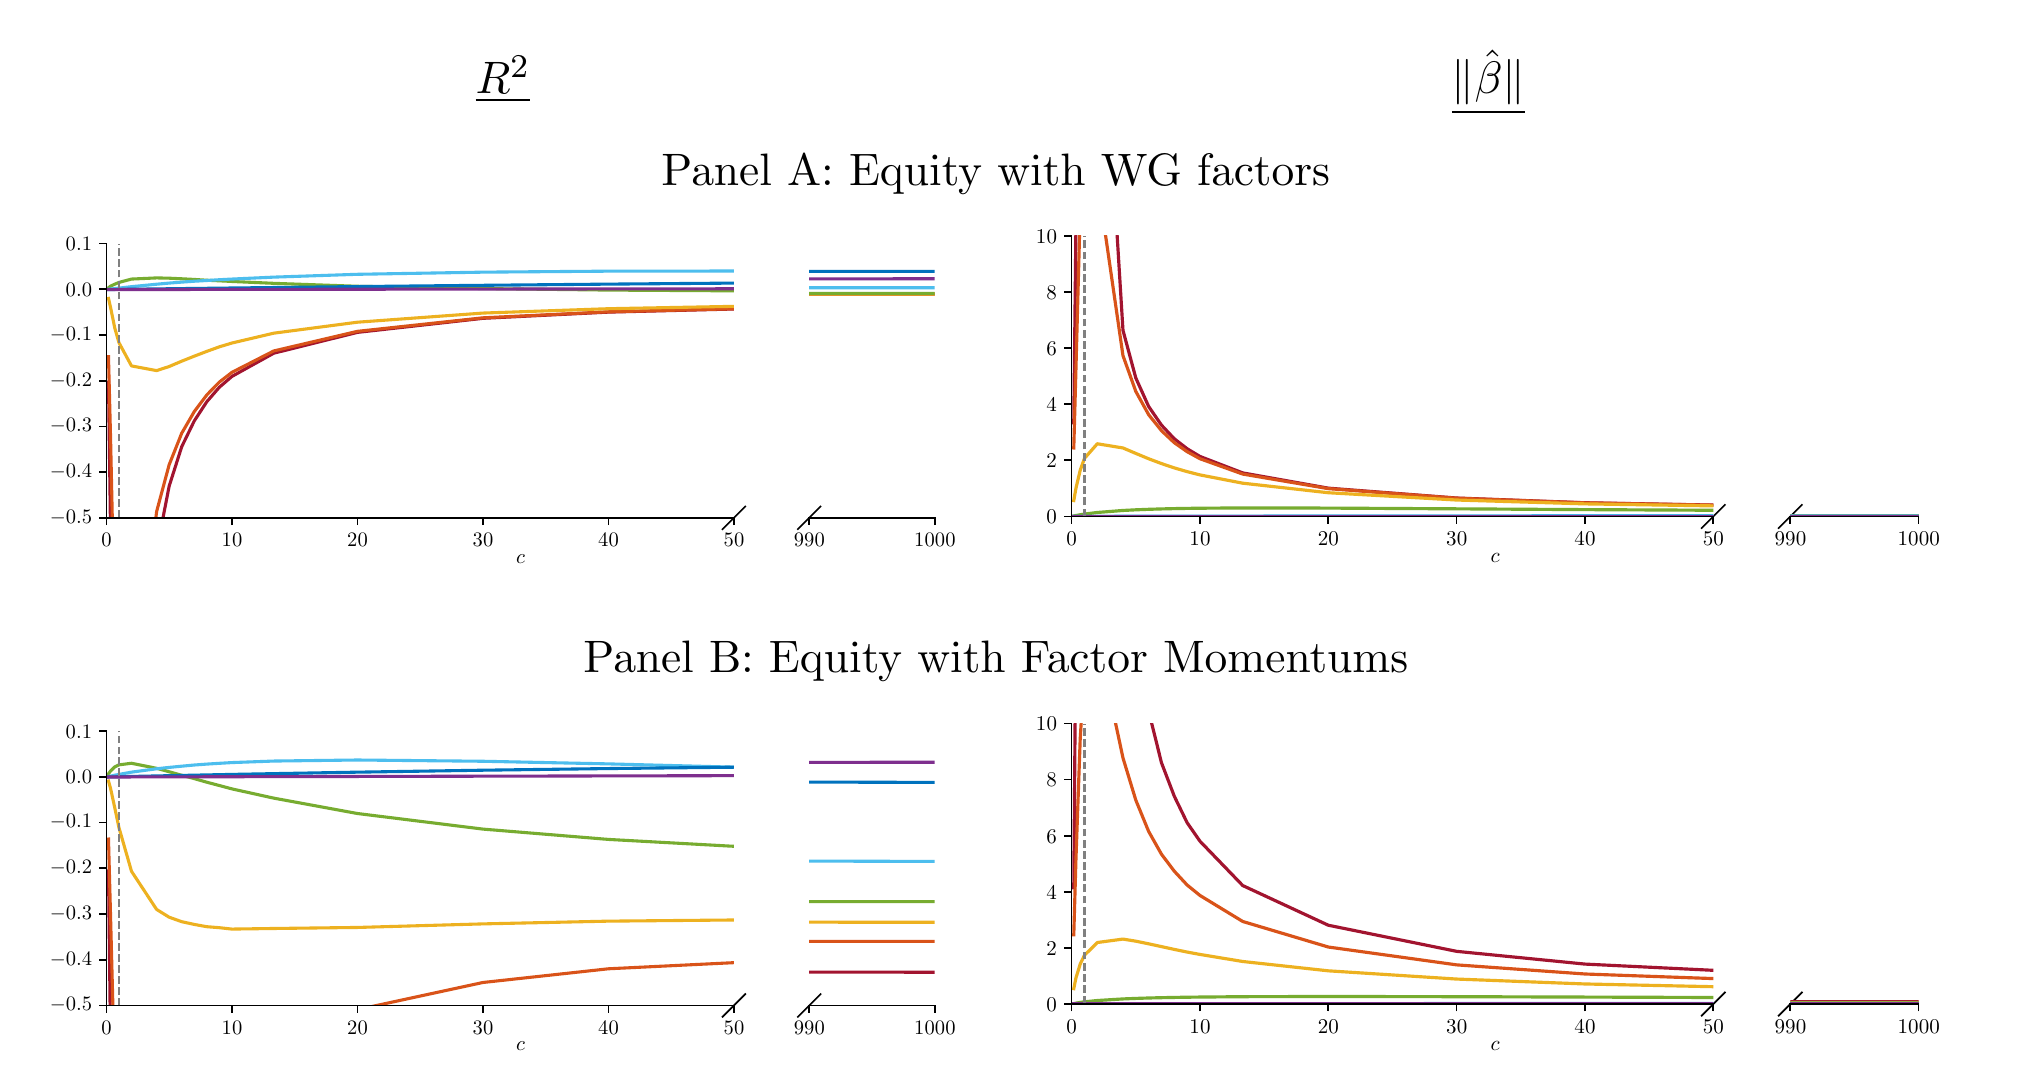 R² ‖β̂‖
Panel A: Equity with WG factors
0.1
0.0
−0.1
−0.2
−0.3
−0.4
−0.5
0 10 20 30 40 50 990 1000
c
10
8
6
4
2
0
0 10 20 30 40 50 990 1000
c
Panel B: Equity with Factor Momentums
0.1
0.0
−0.1
−0.2
−0.3
−0.4
−0.5
0 10 20 30 40 50 990 1000
c
10
8
6
4
2
0
0 10 20 30 40 50 990 1000
c